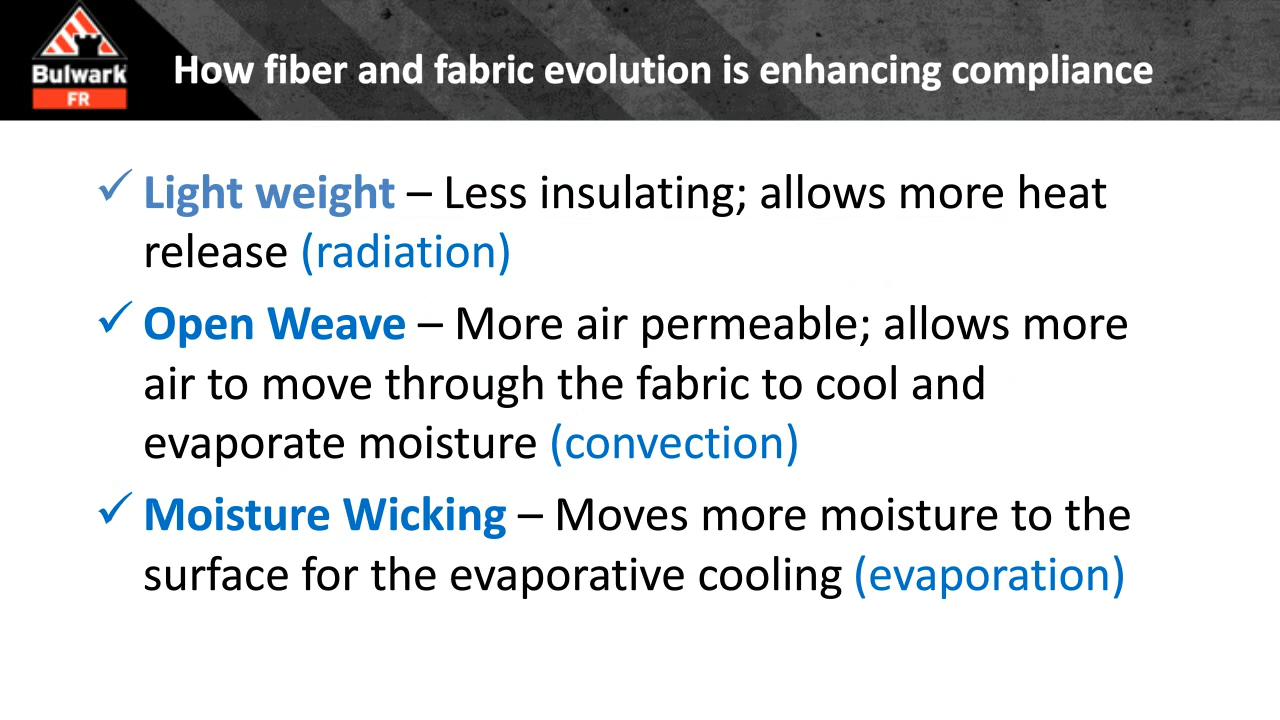 Bulwark
FR
How fiber and fabric evolution is enhancing compliance
✓ Light weight – Less insulating; allows more heat
release (radiation)
✓ Open Weave – More air permeable; allows more
air to move through the fabric to cool and
evaporate moisture (convection)
✓ Moisture Wicking – Moves more moisture to the
surface for the evaporative cooling (evaporation)